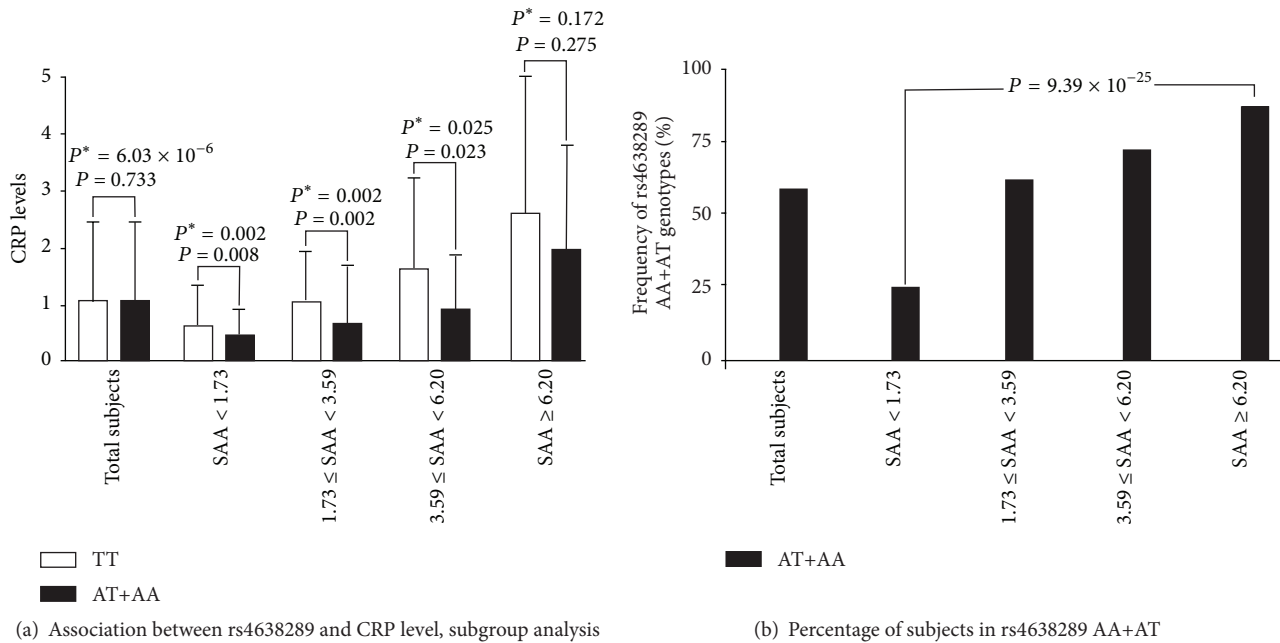 P* = 0.172
P = 0.275
5
4
3
2
1
0
CRP levels
P* = 6.03 × 10⁻⁶
P = 0.733
P* = 0.002
P = 0.008
P* = 0.002
P = 0.002
P* = 0.025
P = 0.023
Total subjects
SAA < 1.73
1.73 ≤ SAA < 3.59
3.59 ≤ SAA < 6.20
SAA ≥ 6.20
TT
AT+AA
(a) Association between rs4638289 and CRP level, subgroup analysis
100
75
50
25
0
Frequency of rs4638289
AA+AT genotypes (%)
P = 9.39 × 10⁻²⁵
Total subjects
SAA < 1.73
1.73 ≤ SAA < 3.59
3.59 ≤ SAA < 6.20
SAA ≥ 6.20
AT+AA
(b) Percentage of subjects in rs4638289 AA+AT